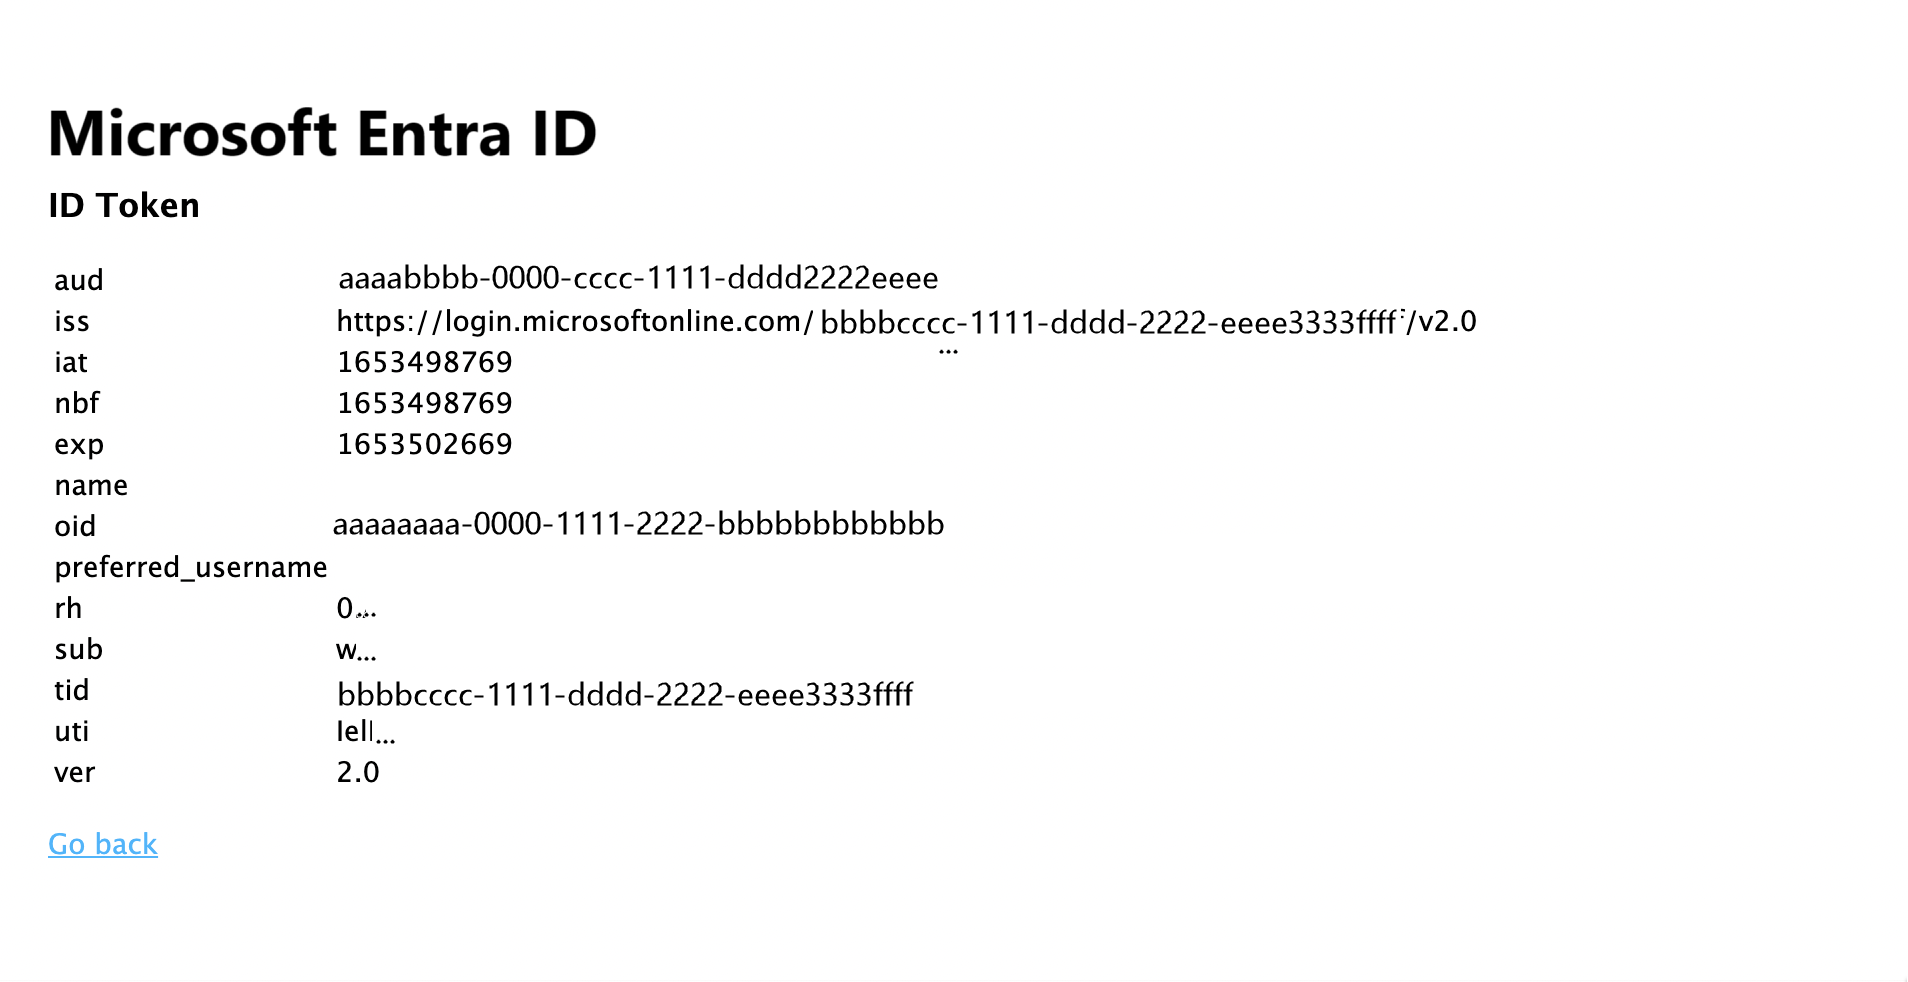 Microsoft Entra ID
ID Token
aud aaaabbbb-0000-cccc-1111-dddd2222eeee
iss https://login.microsoftonline.com/bbbbcccc-1111-dddd-2222-eeee3333ffff/v2.0
...
iat 1653498769
nbf 1653498769
exp 1653502669
name
oid aaaaaaaa-0000-1111-2222-bbbbbbbbbbbb
preferred_username
rh 0...
sub w...
tid bbbbcccc-1111-dddd-2222-eeee3333ffff
uti Iell...
ver 2.0
Go back